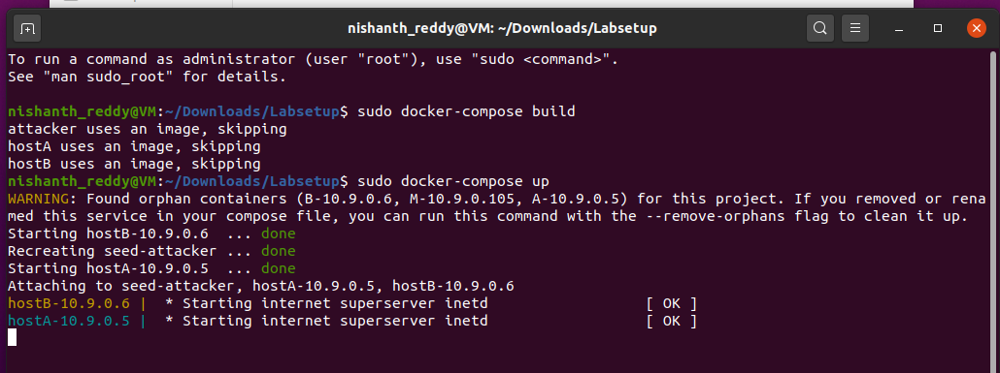 nishanth_reddy@VM: ~/Downloads/Labsetup
To run a command as administrator (user "root"), use "sudo <command>".
See "man sudo_root" for details.
nishanth_reddy@VM:~/Downloads/Labsetup$ sudo docker-compose build
attacker uses an image, skipping
hostA uses an image, skipping
hostB uses an image, skipping
nishanth_reddy@VM:~/Downloads/Labsetup$ sudo docker-compose up
WARNING: Found orphan containers (B-10.9.0.6, M-10.9.0.105, A-10.9.0.5) for this project. If you removed or rena
med this service in your compose file, you can run this command with the --remove-orphans flag to clean it up.
Starting hostB-10.9.0.6  ... done
Recreating seed-attacker ... done
Starting hostA-10.9.0.5  ... done
Attaching to seed-attacker, hostA-10.9.0.5, hostB-10.9.0.6
hostB-10.9.0.6 |  * Starting internet superserver inetd                  [ OK ]
hostA-10.9.0.5 |  * Starting internet superserver inetd                  [ OK ]